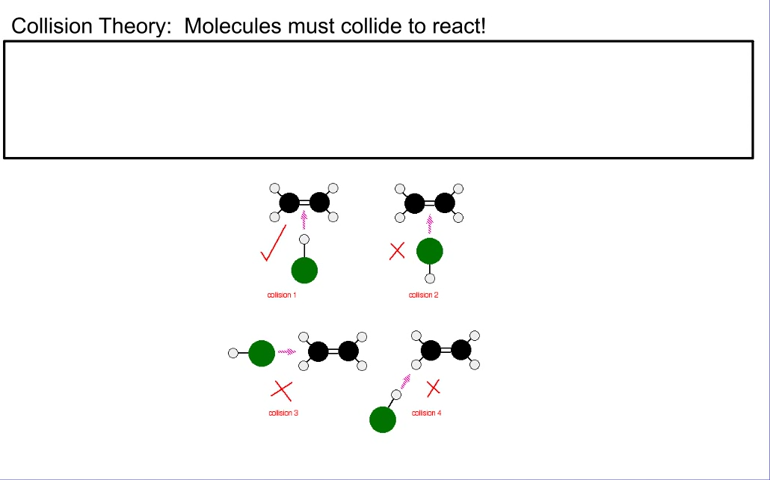 Collision Theory:  Molecules must collide to react!
collision 1
collision 2
collision 3
collision 4